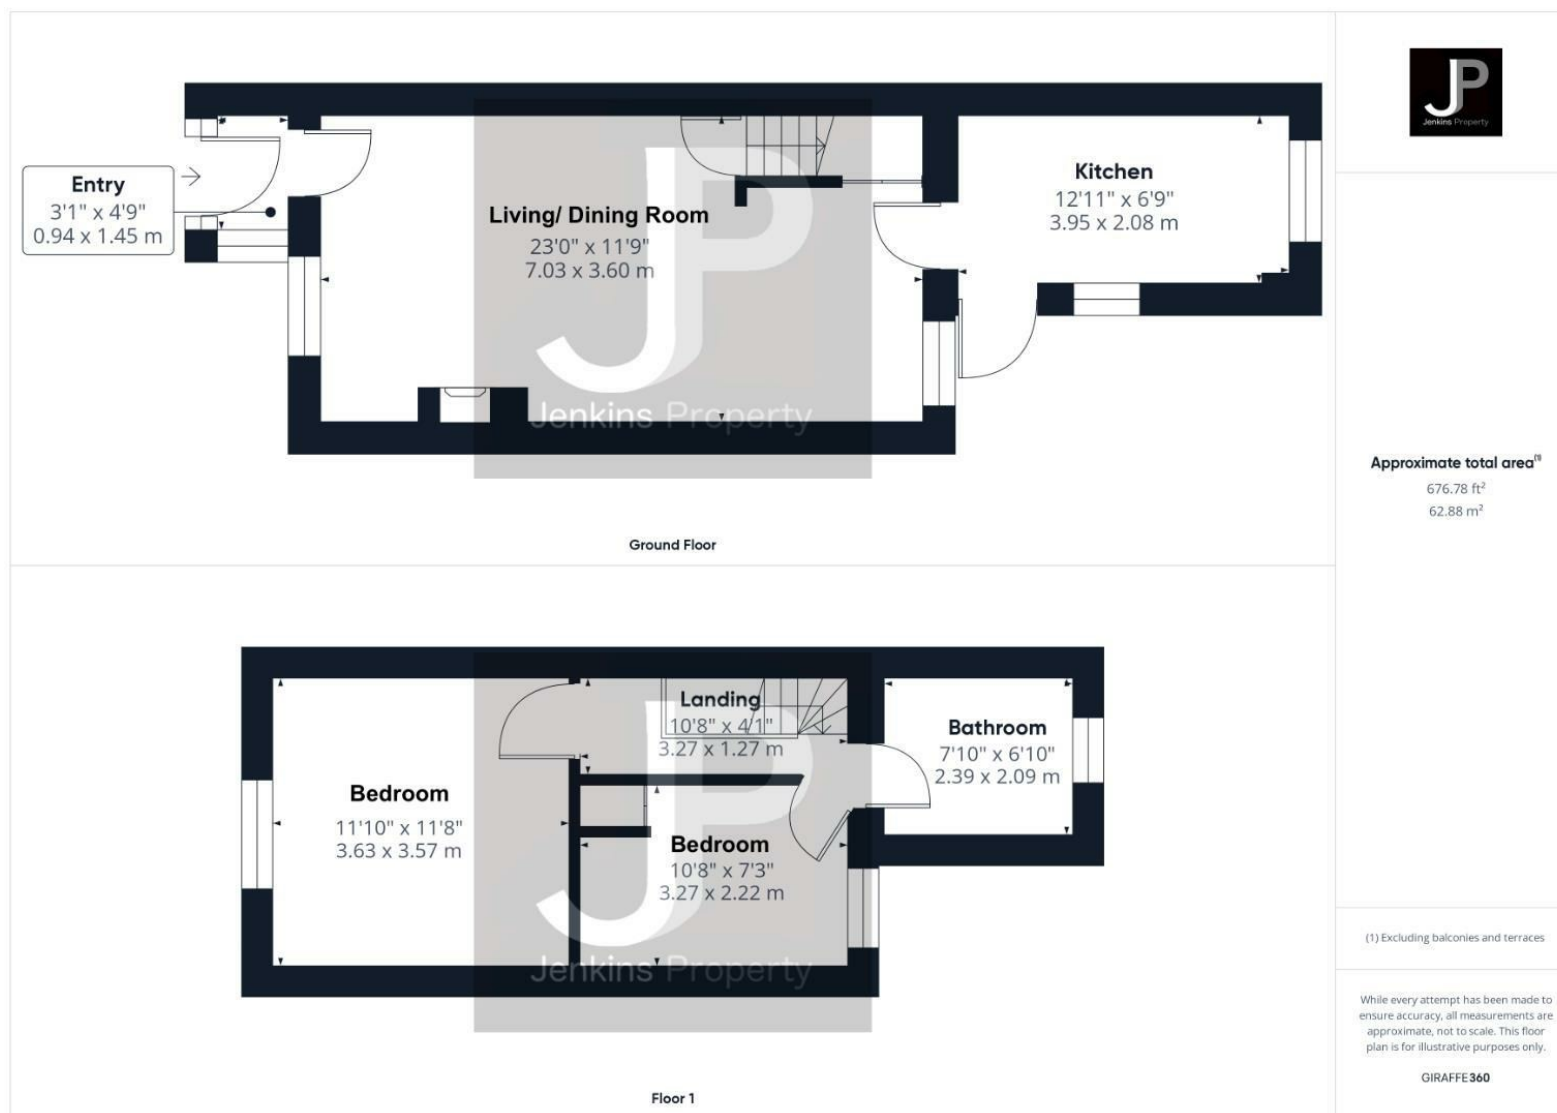 Entry
3'1" x 4'9"
0.94 x 1.45 m
Living/ Dining Room
23'0" x 11'9"
7.03 x 3.60 m
Kitchen
12'11" x 6'9"
3.95 x 2.08 m
JP
Jenkins Property
Ground Floor
Landing
10'8" x 4'1"
3.27 x 1.27 m
Bathroom
7'10" x 6'10"
2.39 x 2.09 m
Bedroom
11'10" x 11'8"
3.63 x 3.57 m
Bedroom
10'8" x 7'3"
3.27 x 2.22 m
JP
Jenkins Property
Floor 1
JP
Jenkins Property
Approximate total area(1)
676.78 ft²
62.88 m²
(1) Excluding balconies and terraces
While every attempt has been made to
ensure accuracy, all measurements are
approximate, not to scale. This floor
plan is for illustrative purposes only.
GIRAFFE360